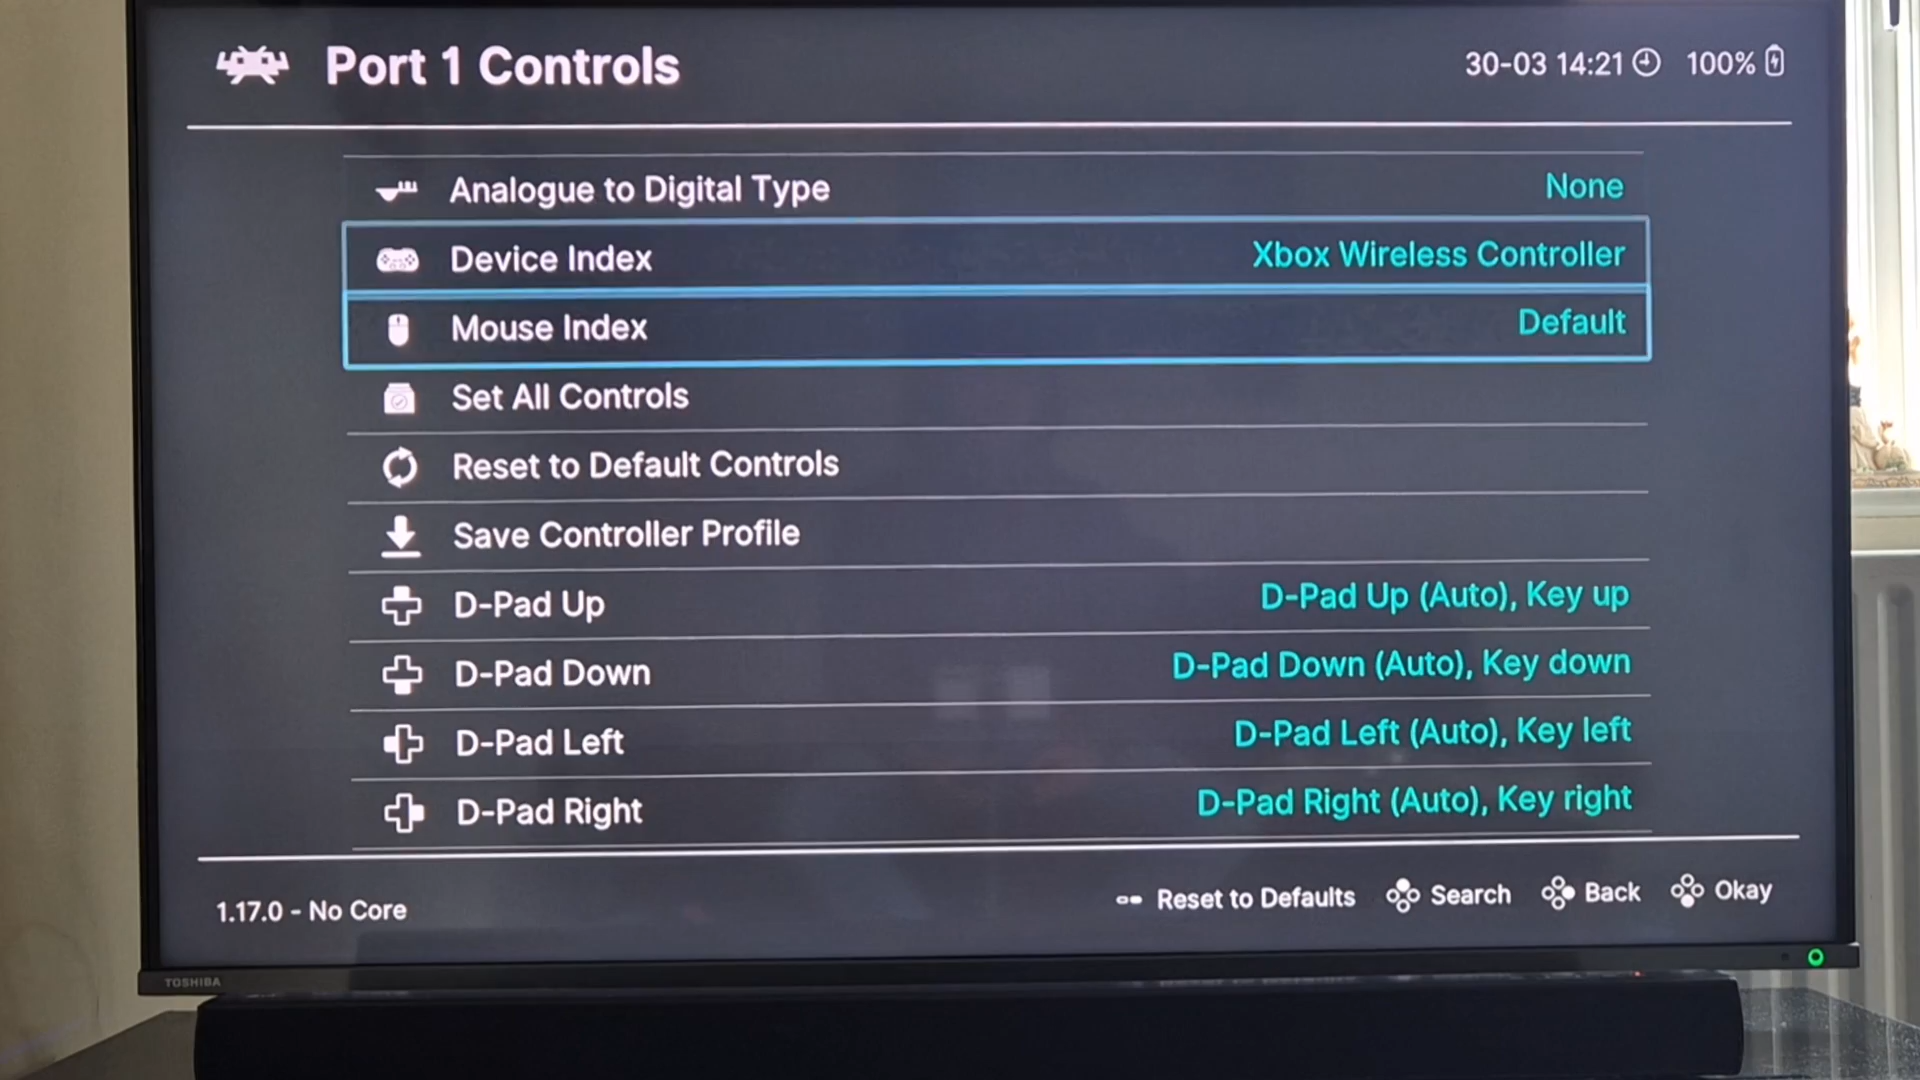 Port 1 Controls
30-03 14:21 100%
Analogue to Digital Type None
Device Index Xbox Wireless Controller
Mouse Index Default
Set All Controls
Reset to Default Controls
Save Controller Profile
D-Pad Up D-Pad Up (Auto), Key up
D-Pad Down D-Pad Down (Auto), Key down
D-Pad Left D-Pad Left (Auto), Key left
D-Pad Right D-Pad Right (Auto), Key right
1.17.0 - No Core
Reset to Defaults Search Back Okay
TOSHIBA